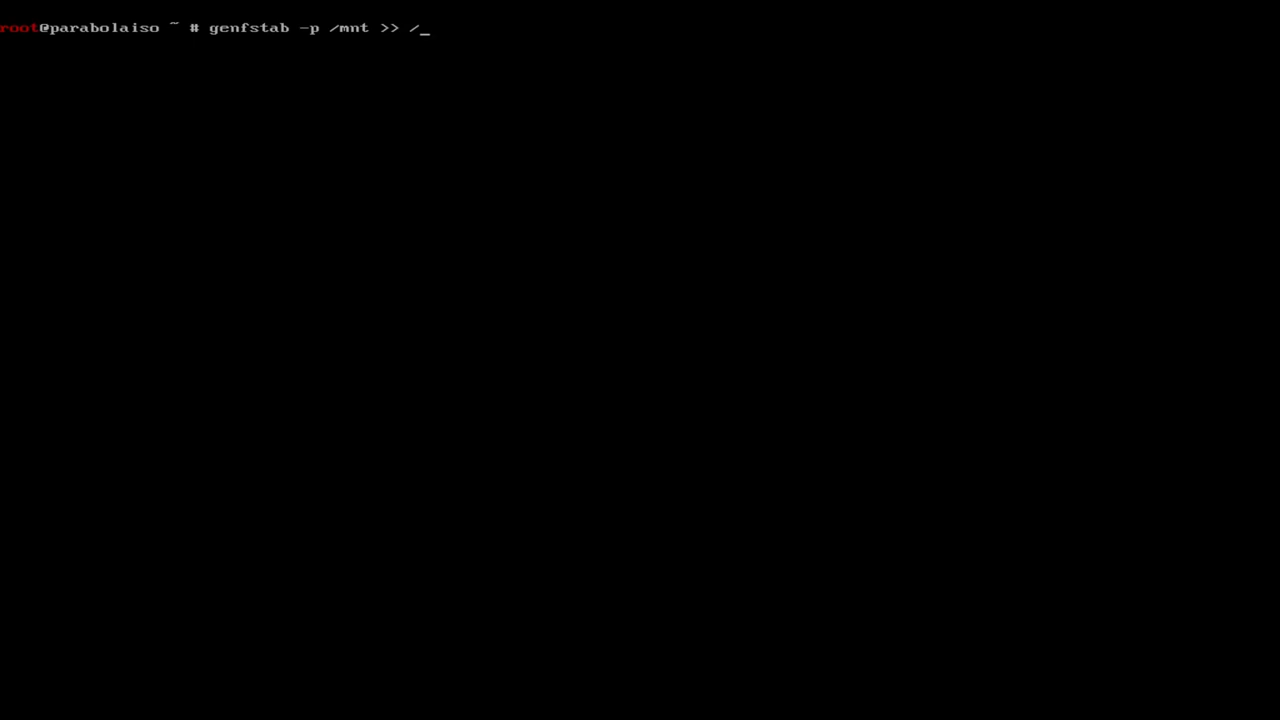 root@parabolaiso ~ # genfstab -p /mnt >> /_